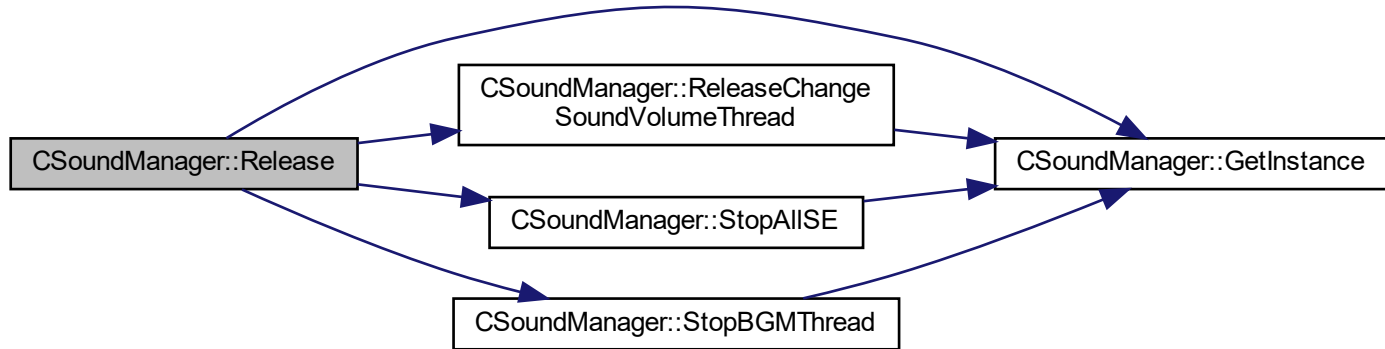 CSoundManager::Release
CSoundManager::ReleaseChange
SoundVolumeThread
CSoundManager::StopAllSE
CSoundManager::StopBGMThread
CSoundManager::GetInstance